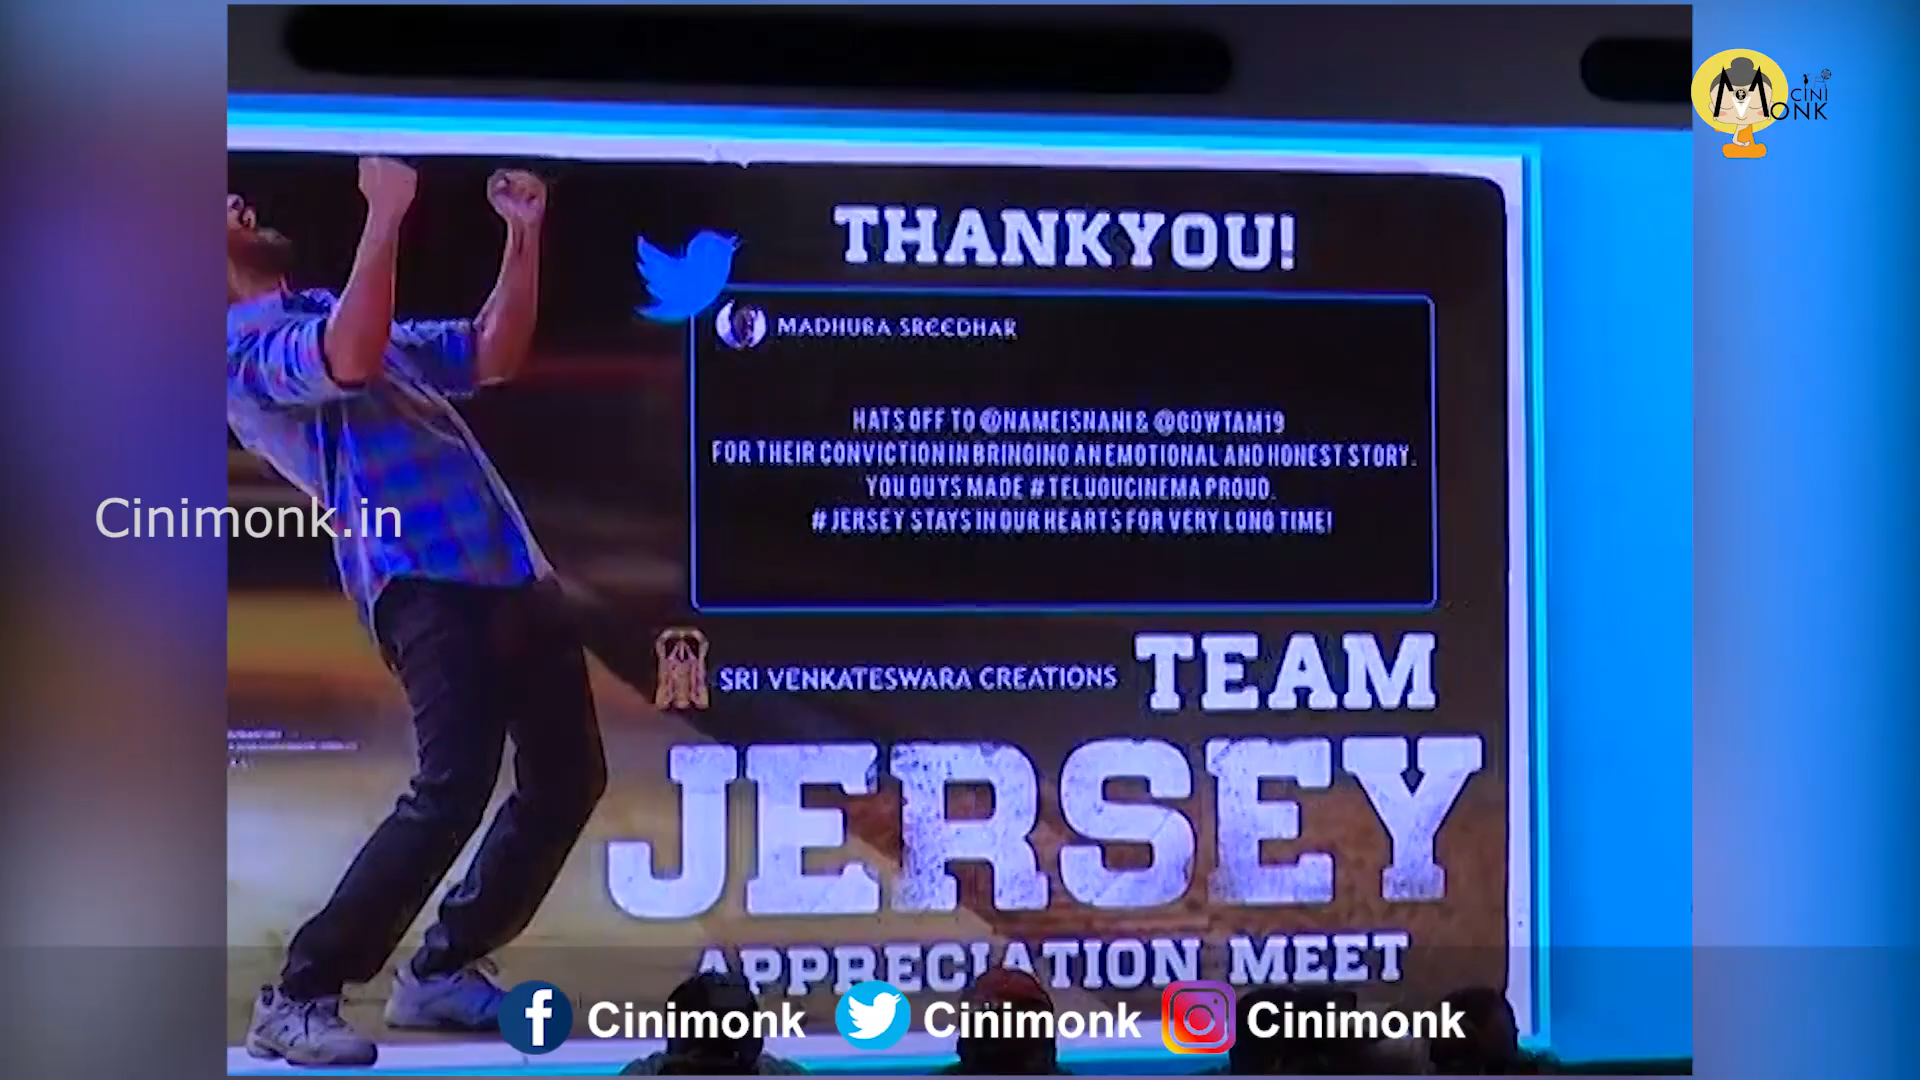 CINI
MONK
THANKYOU!
MADHURA SREEDHAR
HATS OFF TO @NAMEISNANI & @GOWTAM19
FOR THEIR CONVICTION IN BRINGING AN EMOTIONAL AND HONEST STORY.
YOU GUYS MADE #TELUGUCINEMA PROUD.
#JERSEY STAYS IN OUR HEARTS FOR VERY LONG TIME!
Cinimonk.in
SRI VENKATESWARA CREATIONS
TEAM
JERSEY
APPRECIATION MEET
Cinimonk Cinimonk Cinimonk